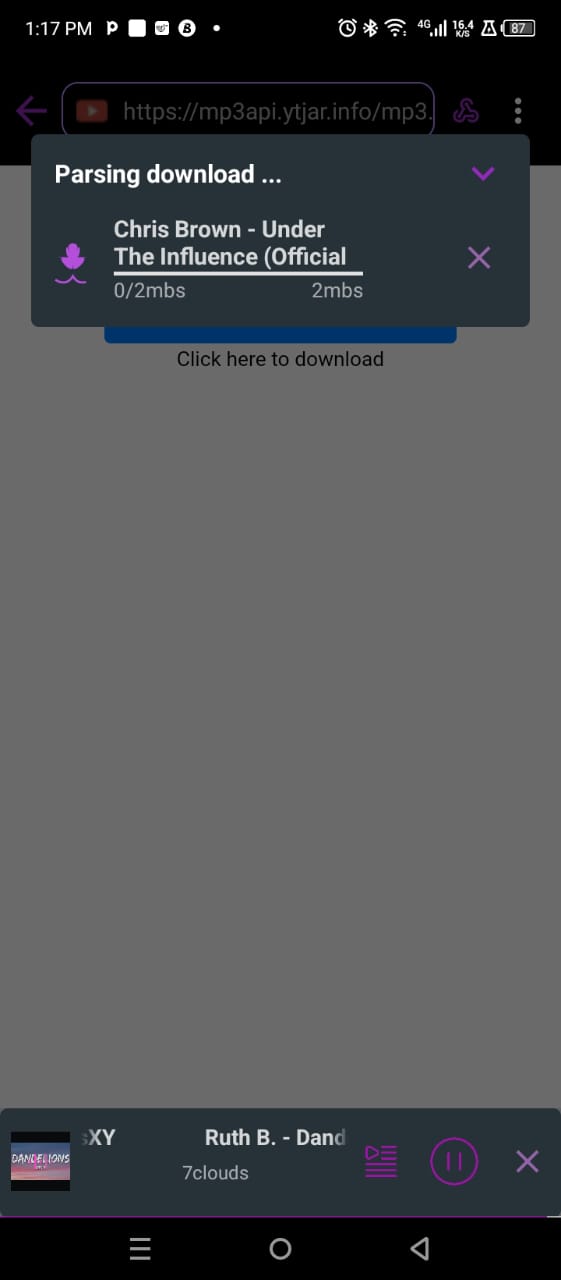 1:17 PM
4G
16.4
K/S
87
https://mp3api.ytjar.info/mp3.
Parsing download ...
Chris Brown - Under
The Influence (Official
0/2mbs 2mbs
Click here to download
DANDELIONS
sXY Ruth B. - Dand
7clouds